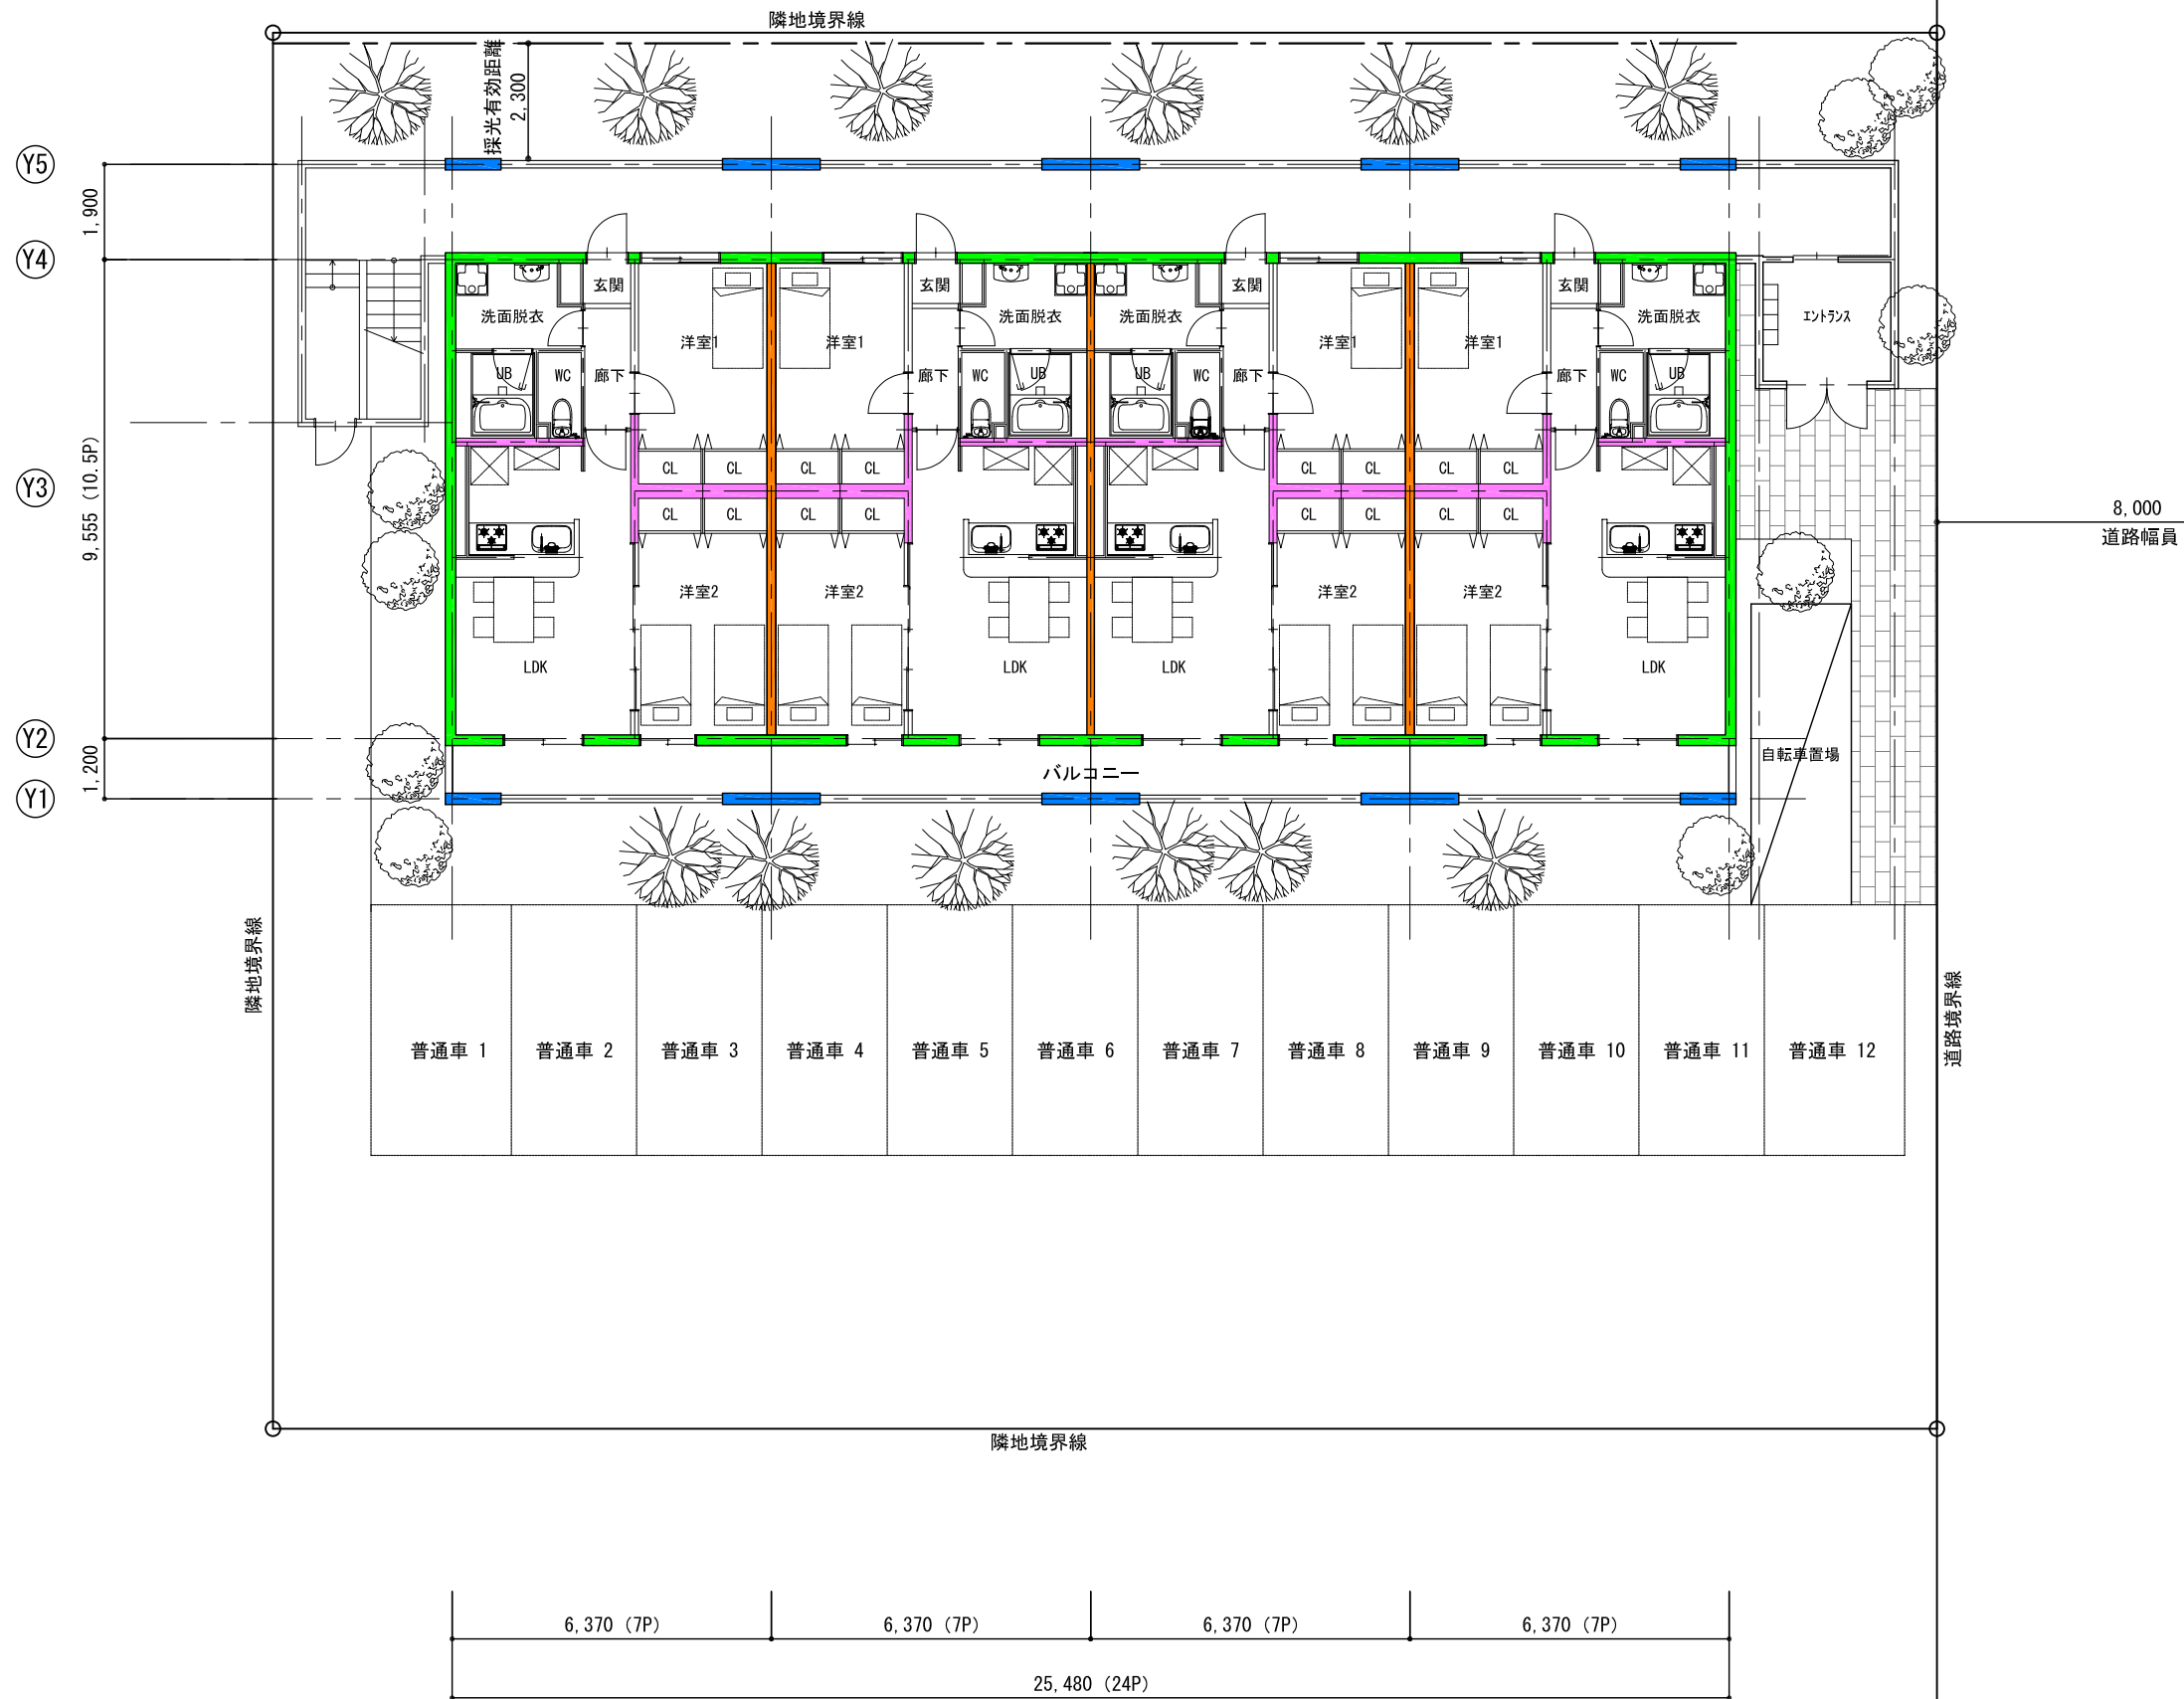 隣地境界線
採光有効距離
2,300
Y5
1,900
Y4
玄関 玄関 玄関 玄関
洗面脱衣 洗面脱衣 洗面脱衣 洗面脱衣 エントランス
洋室1 洋室1 洋室1 洋室1
UB WC 廊下 廊下 WC UB UB WC 廊下 廊下 WC UB
9,555 (10.5P)
CL CL CL CL CL CL CL CL
Y3
CL CL CL CL CL CL CL CL
8,000
道路幅員
洋室2 洋室2 洋室2 洋室2
LDK LDK LDK LDK
Y2
自転車置場
1,200
バルコニー
Y1
隣地境界線
道路境界線
普通車 1 普通車 2 普通車 3 普通車 4 普通車 5 普通車 6 普通車 7 普通車 8 普通車 9 普通車 10 普通車 11 普通車 12
隣地境界線
6,370 (7P) 6,370 (7P) 6,370 (7P) 6,370 (7P)
25,480 (24P)